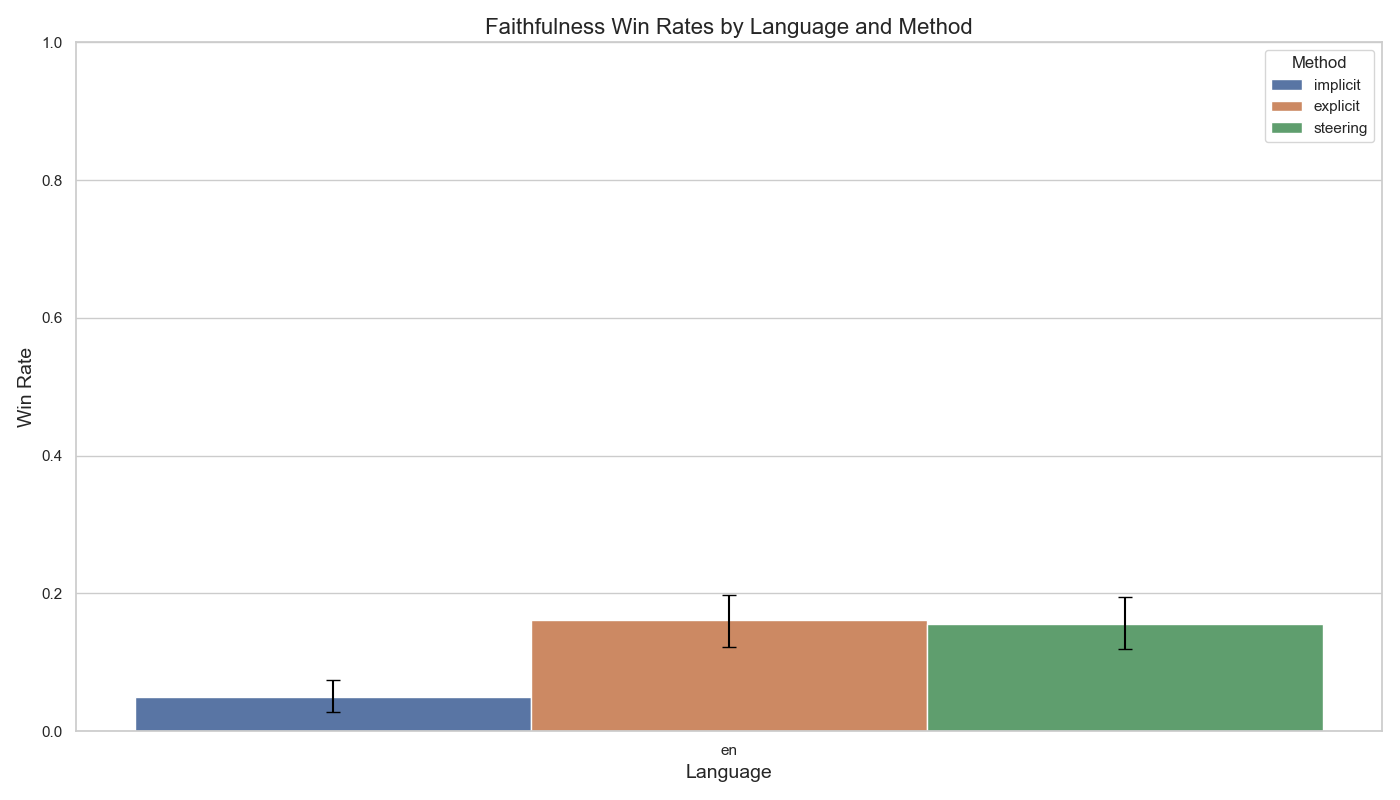 Faithfulness Win Rates by Language and Method
1.0
0.8
0.6
0.4
0.2
0.0
Win Rate
Method
implicit
explicit
steering
en
Language